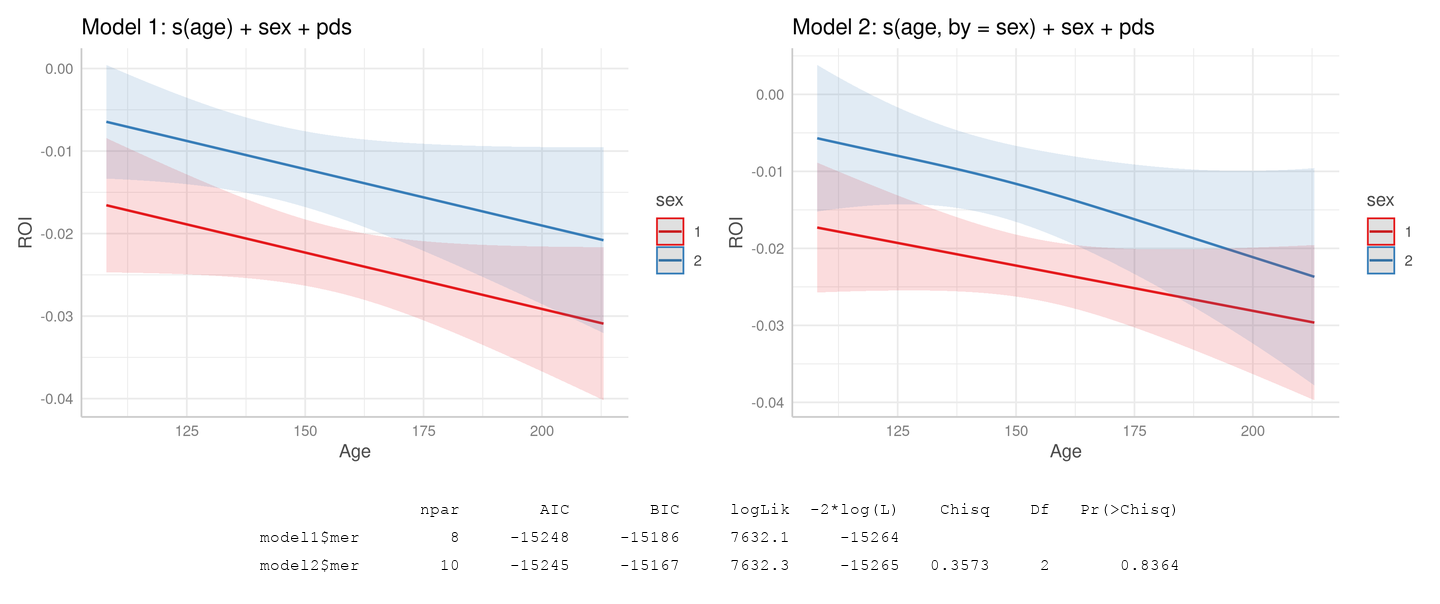 Model 1: s(age) + sex + pds
0.00
-0.01
-0.02
-0.03
-0.04
ROI
125 150 175 200
Age
sex
1
2
Model 2: s(age, by = sex) + sex + pds
0.00
-0.01
-0.02
-0.03
-0.04
ROI
125 150 175 200
Age
sex
1
2
npar AIC BIC logLik -2*log(L) Chisq Df Pr(>Chisq)
model1$mer 8 -15248 -15186 7632.1 -15264
model2$mer 10 -15245 -15167 7632.3 -15265 0.3573 2 0.8364